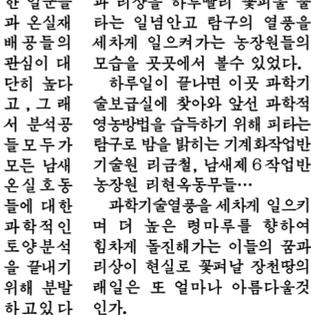 한 일군들
과 온실재
배공들의
관심이 대
단히 높다
고, 그래
서 분석공
들모두가
모든 남새
온실호동
들에 대한
과학적인
토양분석
을 끝내기
위해 분발
하고있다
과 리상을 하루빨리 꽃피울 불
타는 일념안고 탐구의 열풍을
세차게 일으켜가는 농장원들의
모습을 곳곳에서 볼수 있었다.
하루일이 끝나면 이곳 과학기
술보급실에 찾아와 앞선 과학적
영농방법을 습득하기 위해 피타는
탐구로 밤을 밝히는 기계화작업반
기술원 리금철, 남새제6작업반
농장원 리현옥동무들…
과학기술열풍을 세차게 일으키
며 더 높은 령마루를 향하여
힘차게 돌진해가는 이들의 꿈과
리상이 현실로 꽃펴날 장천땅의
래일은 또 얼마나 아름다울것
인가.